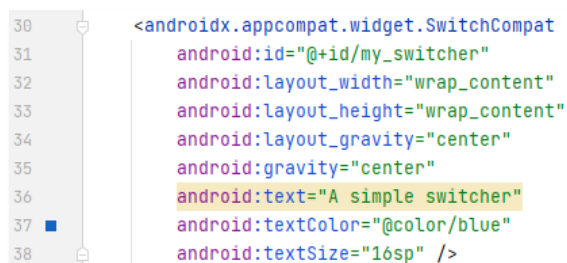 30 <androidx.appcompat.widget.SwitchCompat
31 android:id="@+id/my_switcher"
32 android:layout_width="wrap_content"
33 android:layout_height="wrap_content"
34 android:layout_gravity="center"
35 android:gravity="center"
36 android:text="A simple switcher"
37 android:textColor="@color/blue"
38 android:textSize="16sp" />